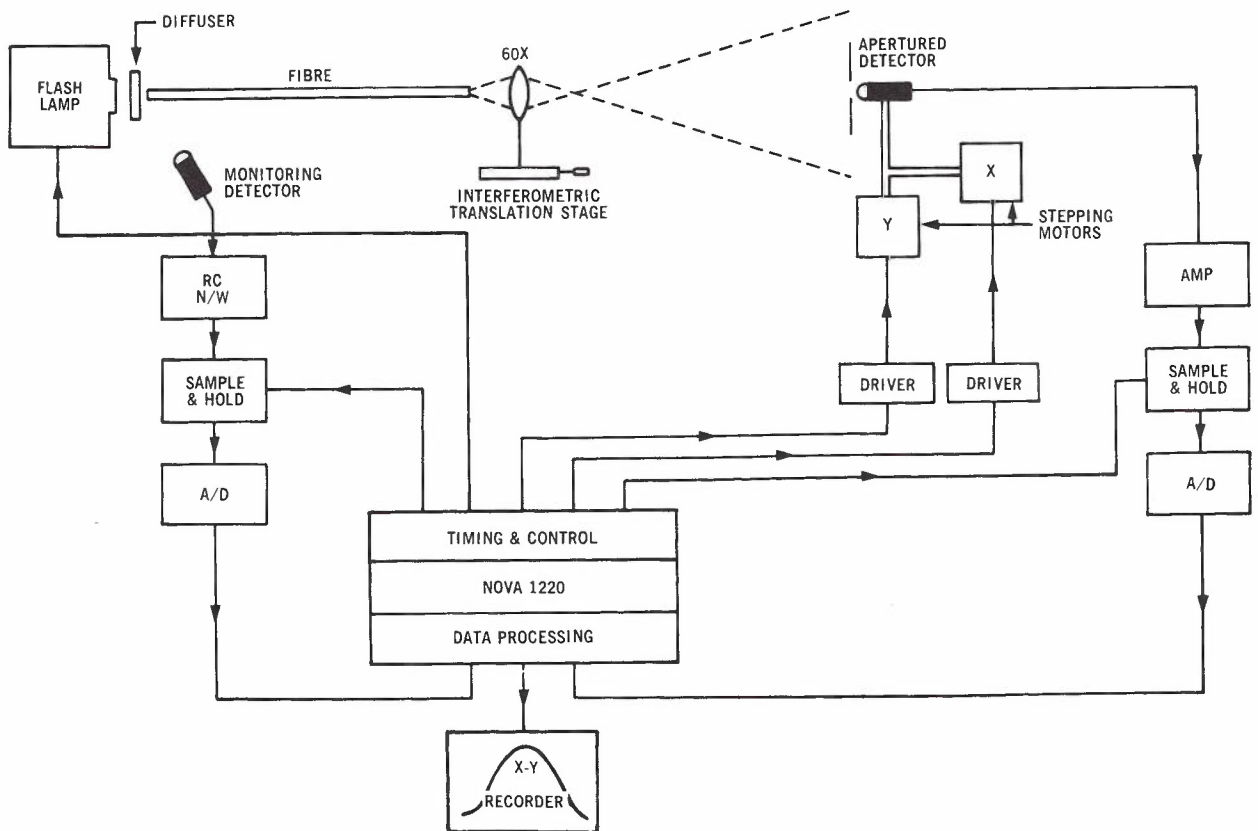 DIFFUSER
FLASH
LAMP
FIBRE
60X
APERTURED
DETECTOR
MONITORING
DETECTOR
INTERFEROMETRIC
TRANSLATION STAGE
X
Y
STEPPING
MOTORS
RC
N/W
AMP
SAMPLE
& HOLD
DRIVER
DRIVER
SAMPLE
& HOLD
A/D
A/D
TIMING & CONTROL
NOVA 1220
DATA PROCESSING
X-Y
RECORDER